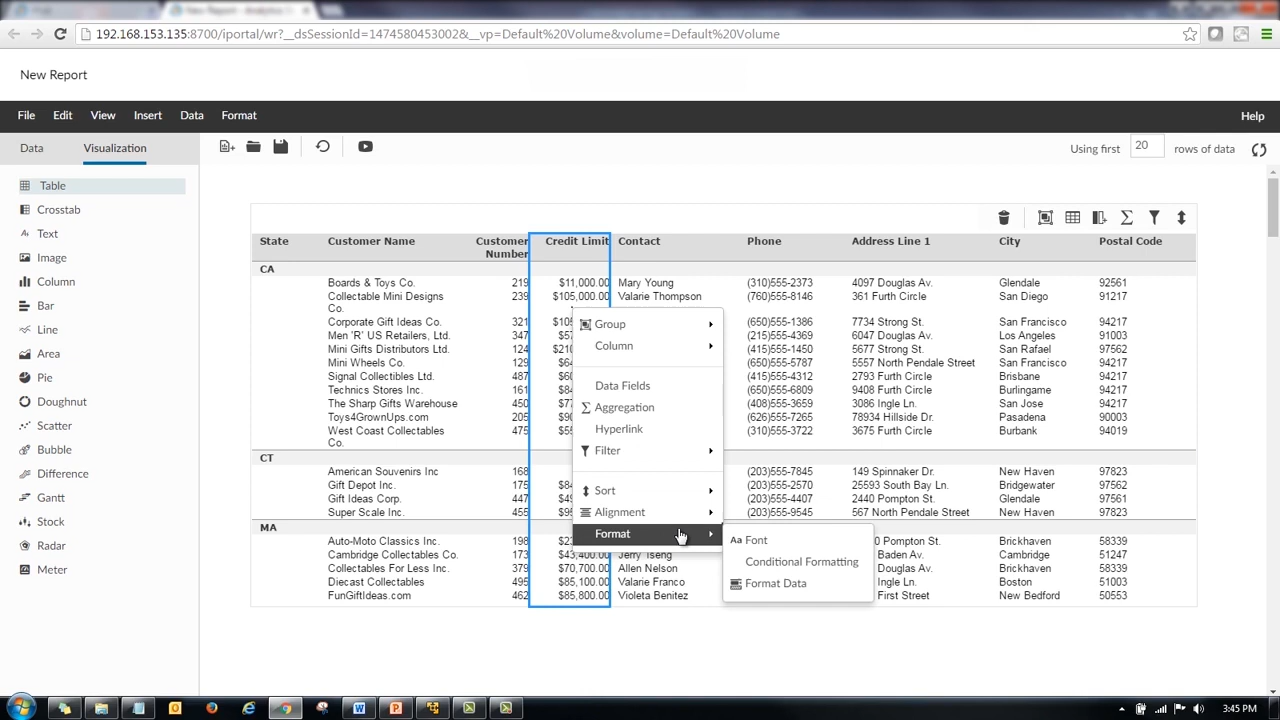 192.168.153.135:8700/iportal/wr?__dsSessionId=147458045300​2&__vp=Default%20Volume&volume=Default%20Volume
New Report
File Edit View Insert Data Format Help
Data Visualization
Using first 20 rows of data
Table
Crosstab
Text
Image
Column
Bar
Line
Area
Pie
Doughnut
Scatter
Bubble
Difference
Gantt
Stock
Radar
Meter
State Customer Name Customer Number Credit Limit Contact Phone Address Line 1 City Postal Code
CA
Boards & Toys Co. 219 $11,000.00 Mary Young (310)555-2373 4097 Douglas Av. Glendale 92561
Collectable Mini Designs Co. 239 $105,000.00 Valarie Thompson (760)555-8146 361 Furth Circle San Diego 91217
Corporate Gift Ideas Co. 321 (650)555-1386 7734 Strong St. San Francisco 94217
Men 'R' US Retailers, Ltd. 347 (215)555-4369 6047 Douglas Av. Los Angeles 91003
Mini Gifts Distributors Ltd. 124 (415)555-1450 5677 Strong St. San Rafael 97562
Mini Wheels Co. 129 (650)555-5787 5557 North Pendale Street San Francisco 94217
Signal Collectibles Ltd. 487 (415)555-4312 2793 Furth Circle Brisbane 94217
Technics Stores Inc. 161 (650)555-6809 9408 Furth Circle Burlingame 94217
The Sharp Gifts Warehouse 450 (408)555-3659 3086 Ingle Ln. San Jose 94217
Toys4GrownUps.com 205 (626)555-7265 78934 Hillside Dr. Pasadena 90003
West Coast Collectables Co. 475 (310)555-3722 3675 Furth Circle Burbank 94019
CT
American Souvenirs Inc 168 (203)555-7845 149 Spinnaker Dr. New Haven 97823
Gift Depot Inc. 175 (203)555-2570 25593 South Bay Ln. Bridgewater 97562
Gift Ideas Corp. 447 (203)555-4407 2440 Pompton St. Glendale 97561
Super Scale Inc. 455 (203)555-9545 567 North Pendale Street New Haven 97823
MA
Auto-Moto Classics Inc. 198 Pompton St. Brickhaven 58339
Cambridge Collectables Co. 173 $43,400.00 Jerry Tseng Baden Av. Cambridge 51247
Collectables For Less Inc. 379 $70,700.00 Allen Nelson Douglas Av. Brickhaven 58339
Diecast Collectables 495 $85,100.00 Valarie Franco Ingle Ln. Boston 51003
FunGiftIdeas.com 462 $85,800.00 Violeta Benitez First Street New Bedford 50553
Group
Column
Data Fields
Aggregation
Hyperlink
Filter
Sort
Alignment
Format
Aa Font
Conditional Formatting
Format Data
3:45 PM